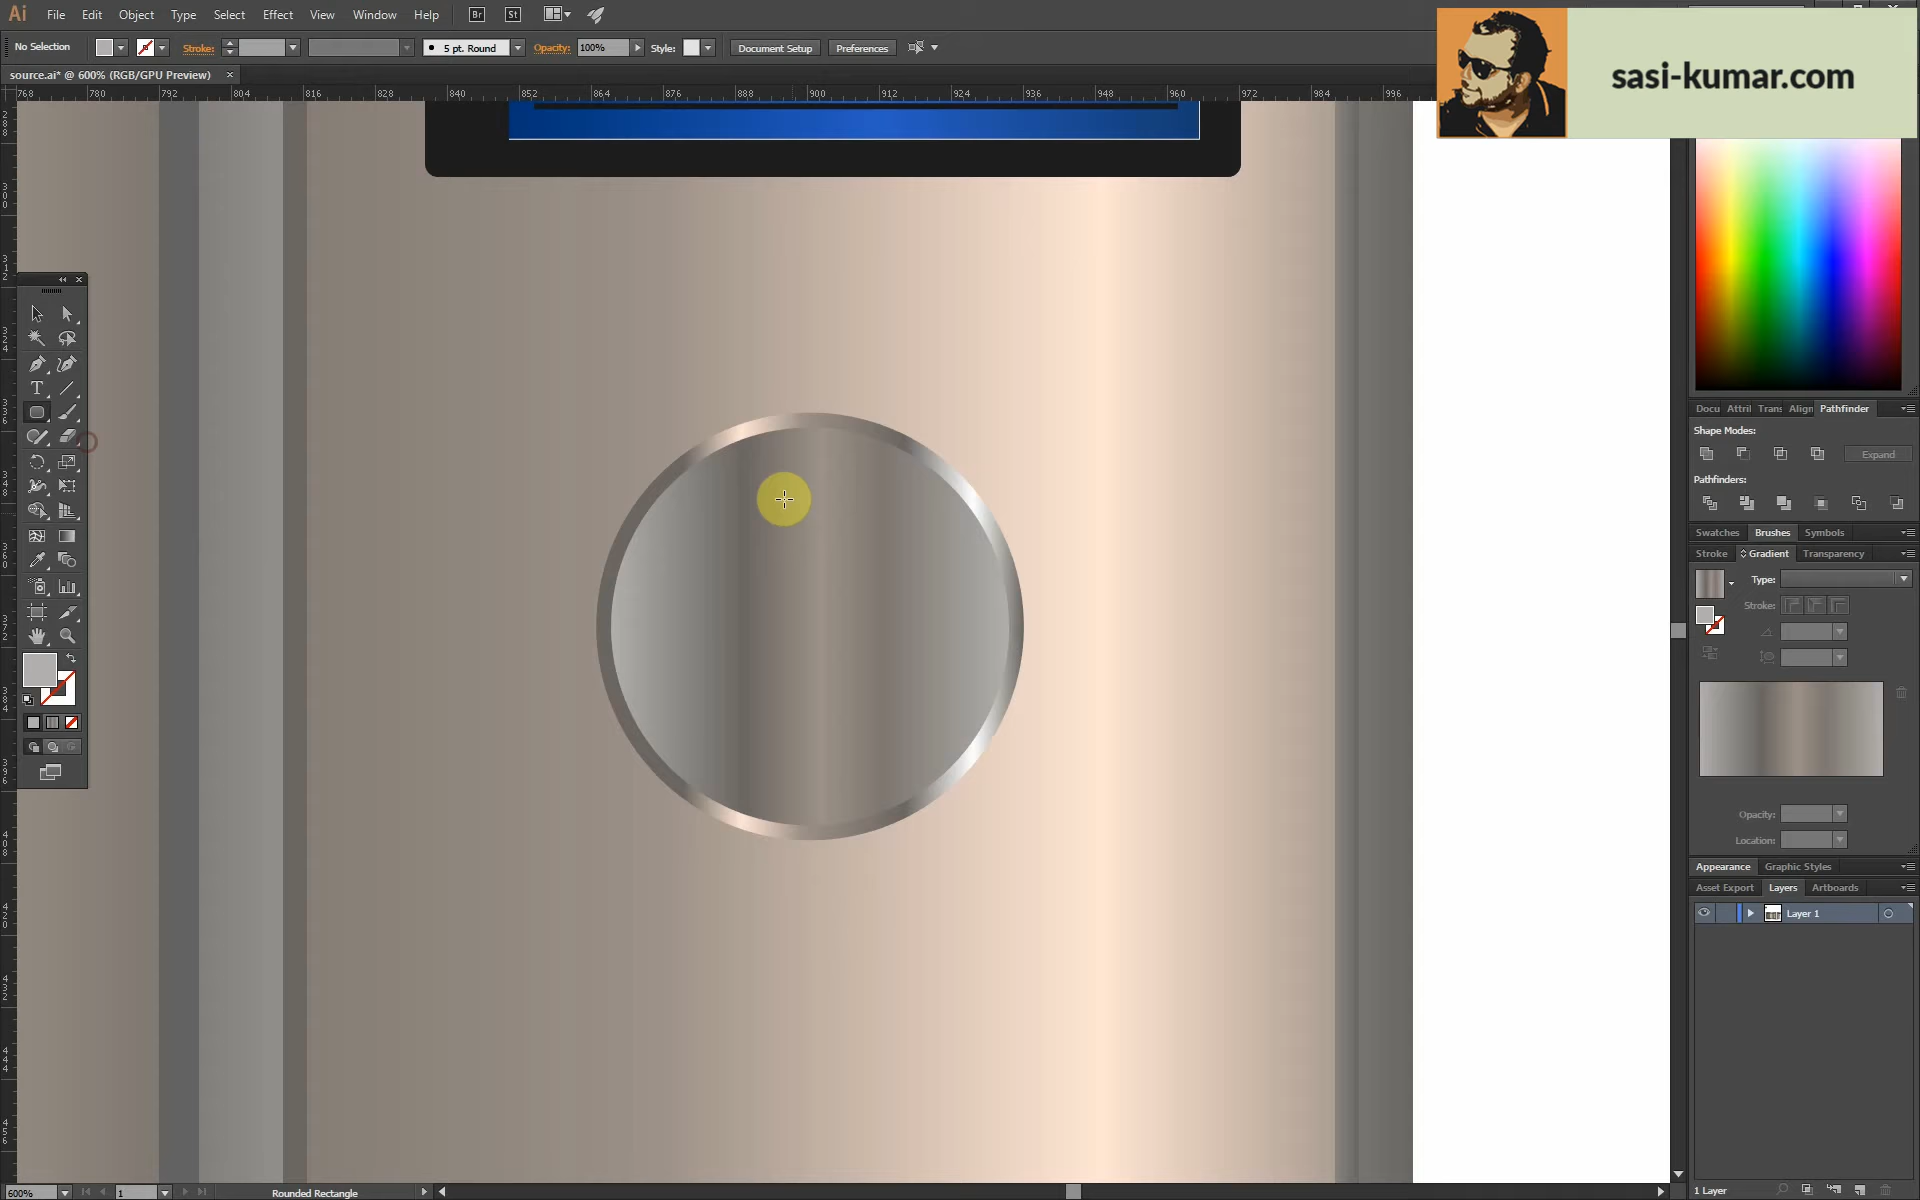 Ai File Edit Object Type Select Effect View Window Help Br St
sasi-kumar.com
No Selection Stroke: 5 pt. Round Opacity: 100% Style: Document Setup Preferences
source.ai* @ 600% (RGB/GPU Preview)
768 780 792 804 816 828 840 852 864 876 888 900 912 924 936 948 960 972 984 996
Docu Attri Trans Align Pathfinder
Shape Modes:
Expand
Pathfinders:
Swatches Brushes Symbols
Stroke Gradient Transparency
Type:
Stroke:
Opacity:
Location:
Appearance Graphic Styles
Asset Export Layers Artboards
Layer 1
600% 1 Rounded Rectangle 1 Layer